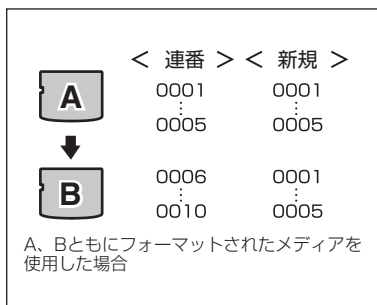 < 連番 > < 新規 >
A 0001 0001
⋮ ⋮
0005 0005
B 0006 0001
⋮ ⋮
0010 0005
A、Bともにフォーマットされたメディアを
使用した場合